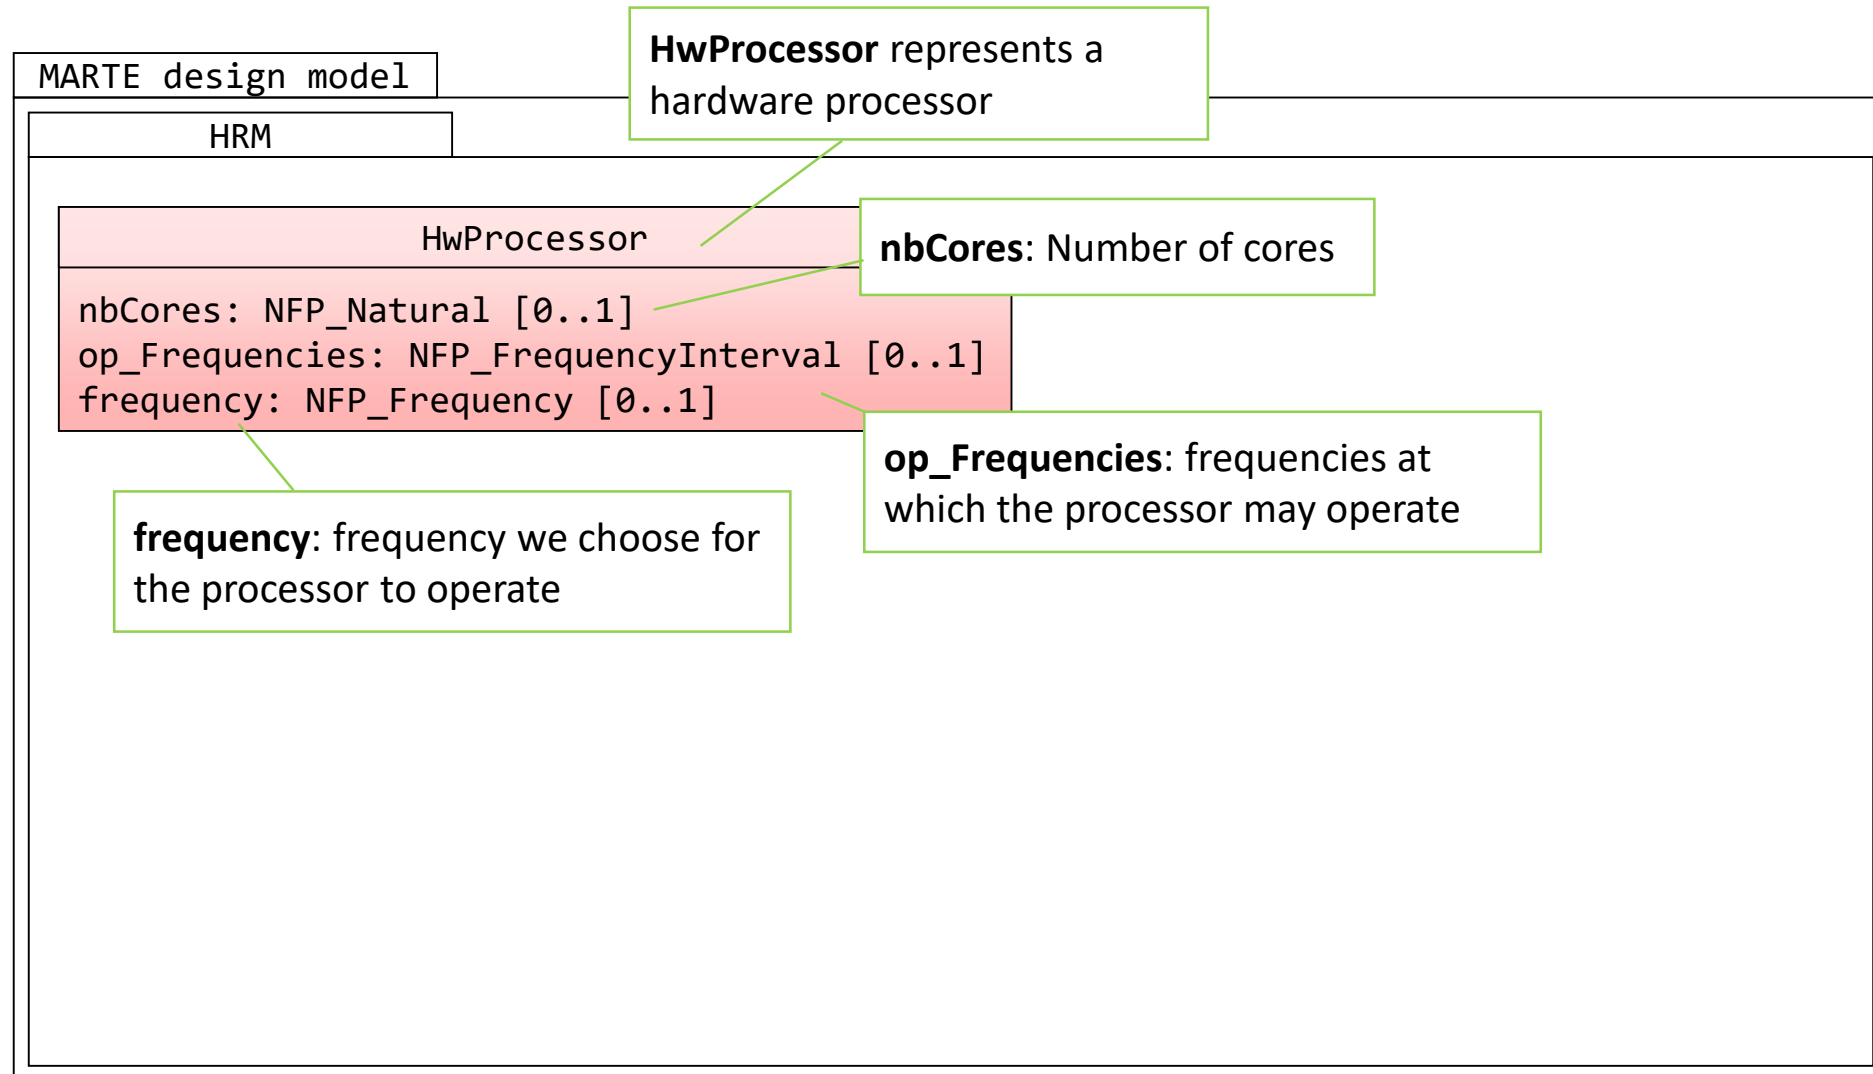 HwProcessor represents a
hardware processor
MARTE design model
HRM
HwProcessor
nbCores: Number of cores
nbCores: NFP_Natural [0..1]
op_Frequencies: NFP_FrequencyInterval [0..1]
frequency: NFP_Frequency [0..1]
op_Frequencies: frequencies at
which the processor may operate
frequency: frequency we choose for
the processor to operate